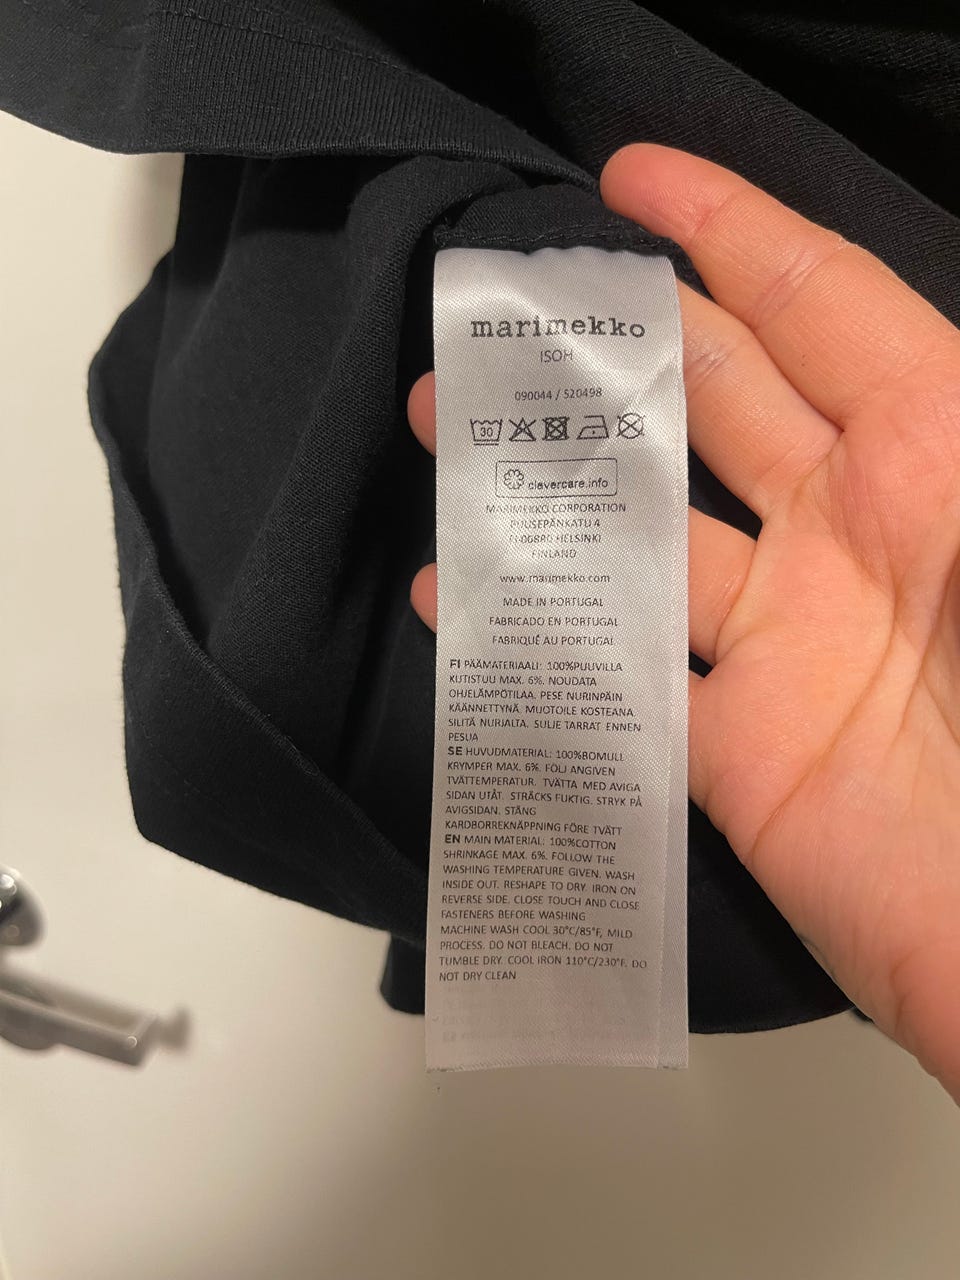 marimekko
ISOH
090044 / 520498
30
clevercare.info
MARIMEKKO CORPORATION
PUUSEPÄNKATU 4
FI-00880 HELSINKI
FINLAND
www.marimekko.com
MADE IN PORTUGAL
FABRICADO EN PORTUGAL
FABRIQUÉ AU PORTUGAL
FI PÄÄMATERIAALI: 100%PUUVILLA
KUTISTUU MAX. 6%. NOUDATA
OHJELÄMPÖTILAA. PESE NURINPÄIN
KÄÄNNETTYNÄ. MUOTOILE KOSTEANA.
SILITÄ NURJALTA. SULJE TARRAT ENNEN
PESUA
SE HUVUDMATERIAL: 100%BOMULL
KRYMPER MAX. 6%. FÖLJ ANGIVEN
TVÄTTEMPERATUR. TVÄTTA MED AVIGA
SIDAN UTÅT. STRÄCKS FUKTIG. STRYK PÅ
AVIGSIDAN. STÄNG
KARDBORREKNÄPPNING FÖRE TVÄTT
EN MAIN MATERIAL: 100%COTTON
SHRINKAGE MAX. 6%. FOLLOW THE
WASHING TEMPERATURE GIVEN. WASH
INSIDE OUT. RESHAPE TO DRY. IRON ON
REVERSE SIDE. CLOSE TOUCH AND CLOSE
FASTENERS BEFORE WASHING
MACHINE WASH COOL 30°C/85°F, MILD
PROCESS. DO NOT BLEACH. DO NOT
TUMBLE DRY. COOL IRON 110°C/230°F. DO
NOT DRY CLEAN